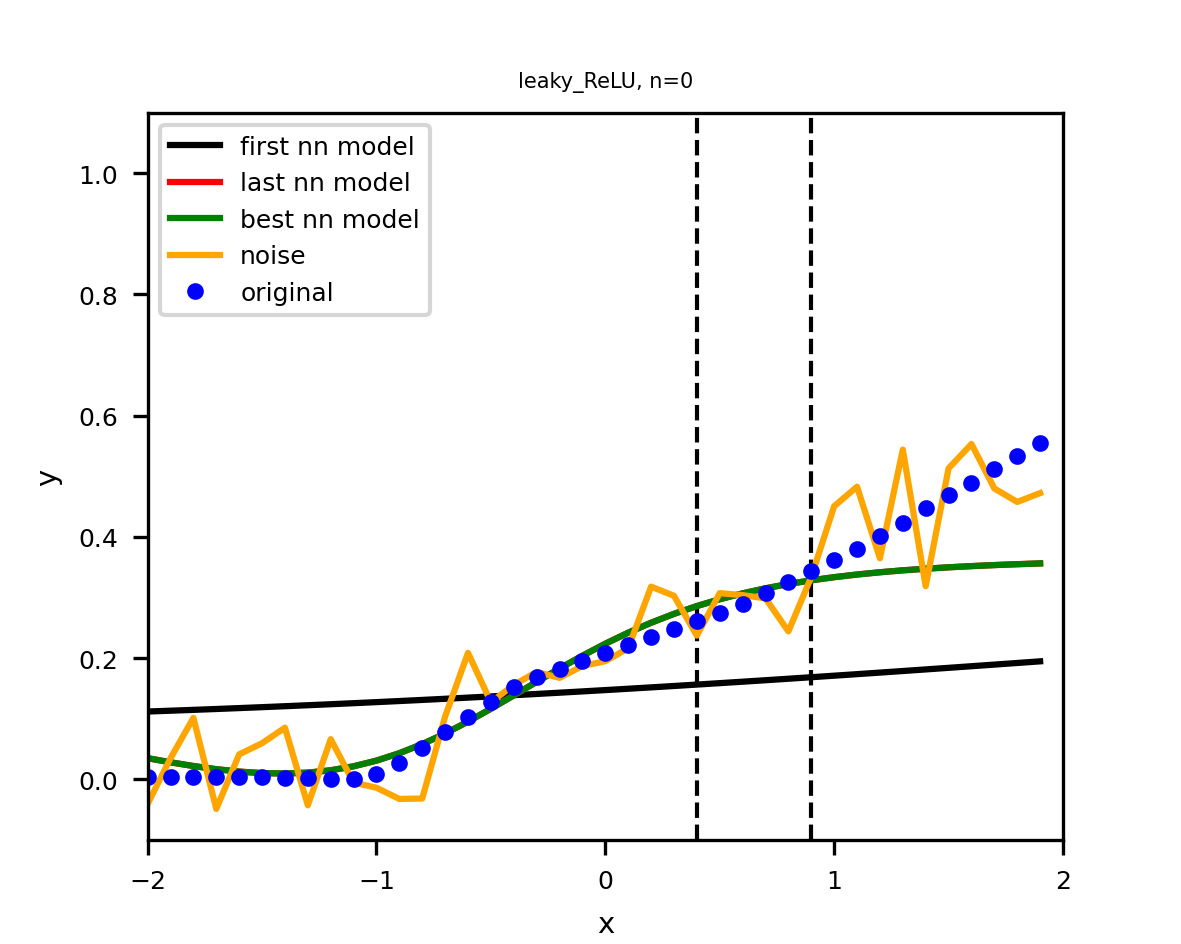 leaky_ReLU, n=0
first nn model
last nn model
best nn model
noise
original
1.0
0.8
0.6
0.4
0.2
0.0
y
−2
−1
0
1
2
x